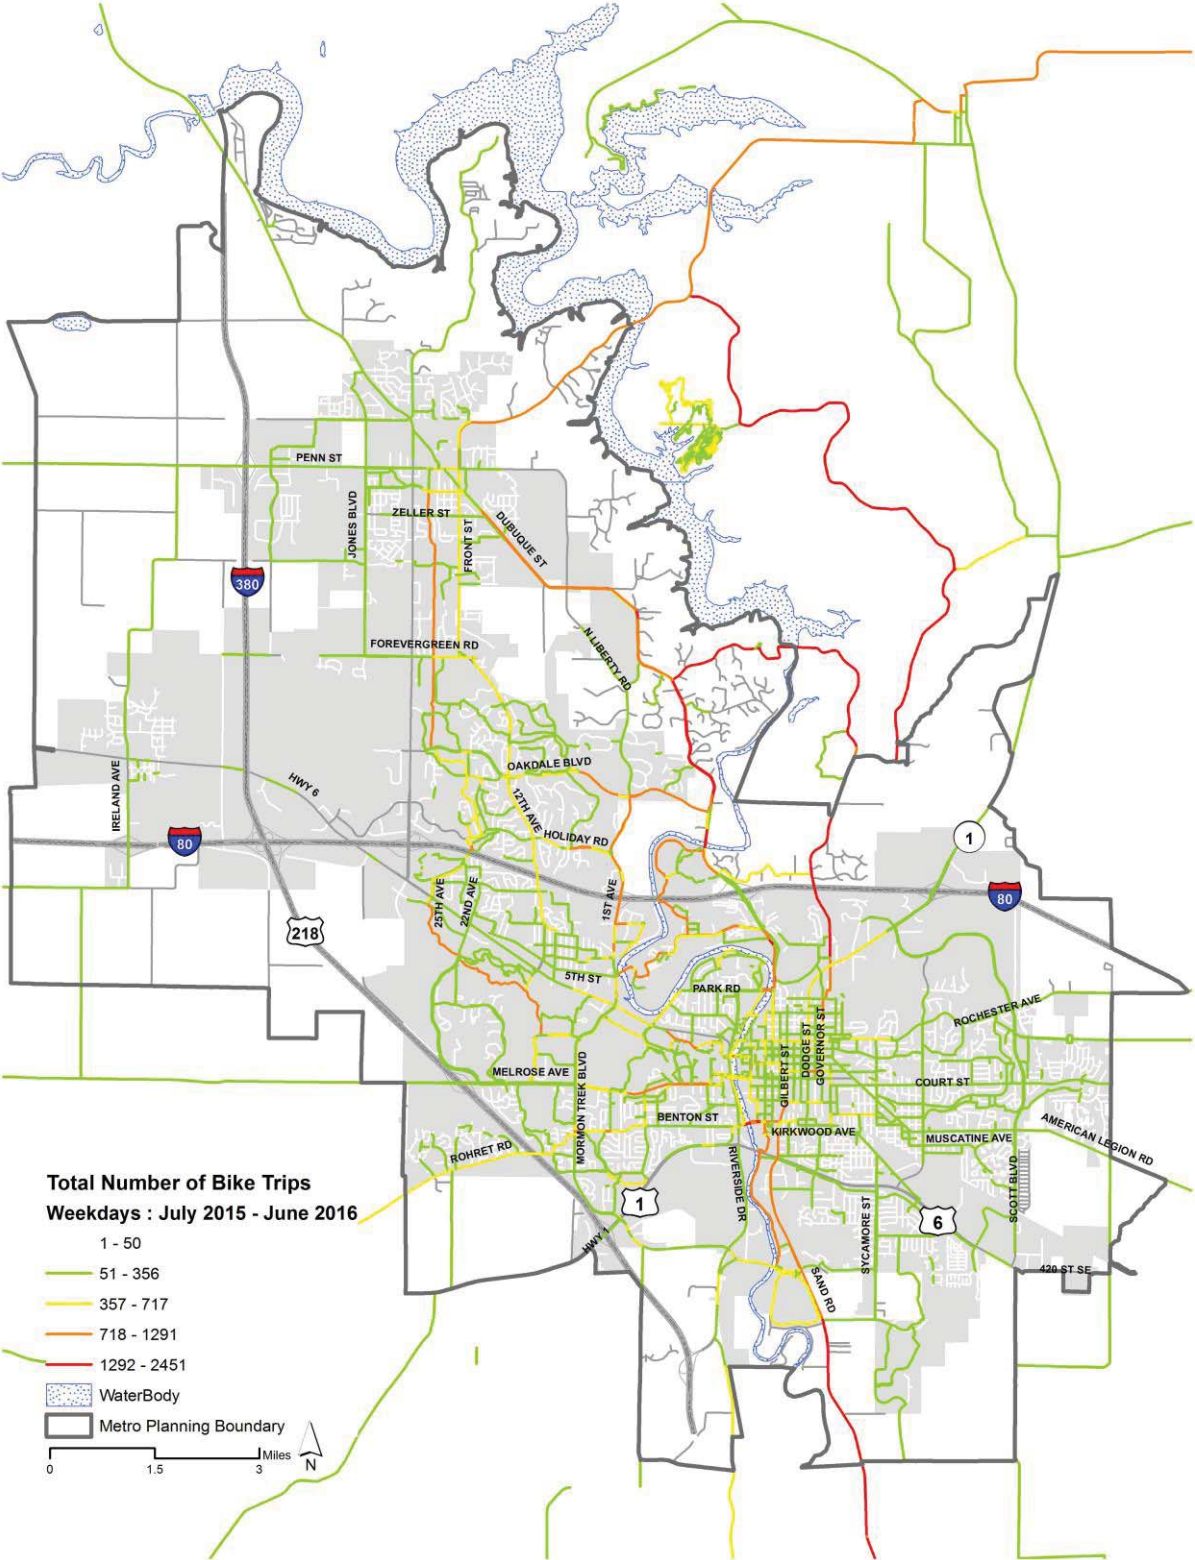 PENN ST
JONES BLVD
ZELLER ST
FRONT ST
DUBUQUE ST
380
FOREVERGREEN RD
N LIBERTY RD
IRELAND AVE
HWY 6
OAKDALE BLVD
12TH AVE
HOLIDAY RD
80
1
80
25TH AVE
22ND AVE
1ST AVE
218
5TH ST
PARK RD
ROCHESTER AVE
DODGE ST
GOVERNOR ST
GILBERT ST
MELROSE AVE
MORMON TREK BLVD
COURT ST
BENTON ST
KIRKWOOD AVE
MUSCATINE AVE
AMERICAN LEGION RD
ROHRET RD
RIVERSIDE DR
SCOTT BLVD
1
6
SYCAMORE ST
HWY 1
SAND RD
420 ST SE
Total Number of Bike Trips
Weekdays : July 2015 - June 2016
1 - 50
51 - 356
357 - 717
718 - 1291
1292 - 2451
WaterBody
Metro Planning Boundary
Miles
0 1.5 3
N